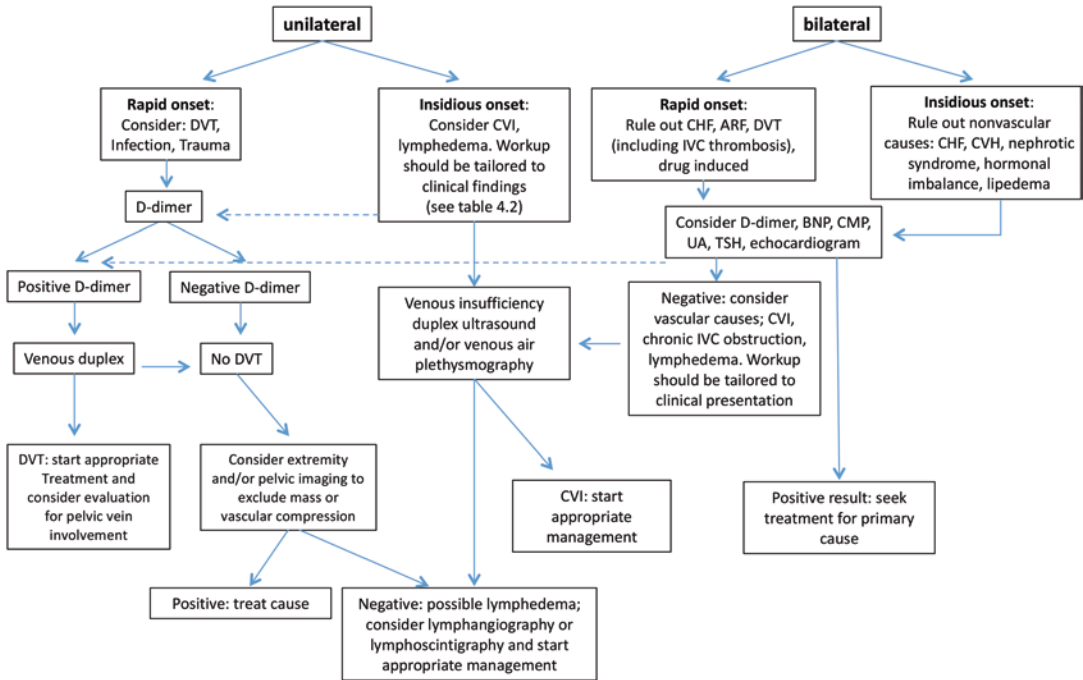 unilateral
bilateral
Rapid onset:
Consider: DVT,
Infection, Trauma
Insidious onset:
Consider CVI,
lymphedema. Workup
should be tailored to
clinical findings
(see table 4.2)
Rapid onset:
Rule out CHF, ARF, DVT
(including IVC thrombosis),
drug induced
Insidious onset:
Rule out nonvascular
causes: CHF, CVH, nephrotic
syndrome, hormonal
imbalance, lipedema
D-dimer
Consider D-dimer, BNP, CMP,
UA, TSH, echocardiogram
Positive D-dimer
Negative D-dimer
Venous insufficiency
duplex ultrasound
and/or venous air
plethysmography
Negative: consider
vascular causes; CVI,
chronic IVC obstruction,
lymphedema. Workup
should be tailored to
clinical presentation
Venous duplex
No DVT
DVT: start appropriate
Treatment and
consider evaluation
for pelvic vein
involvement
Consider extremity
and/or pelvic imaging to
exclude mass or
vascular compression
CVI: start
appropriate
management
Positive result: seek
treatment for primary
cause
Positive: treat cause
Negative: possible lymphedema;
consider lymphangiography or
lymphoscintigraphy and start
appropriate management